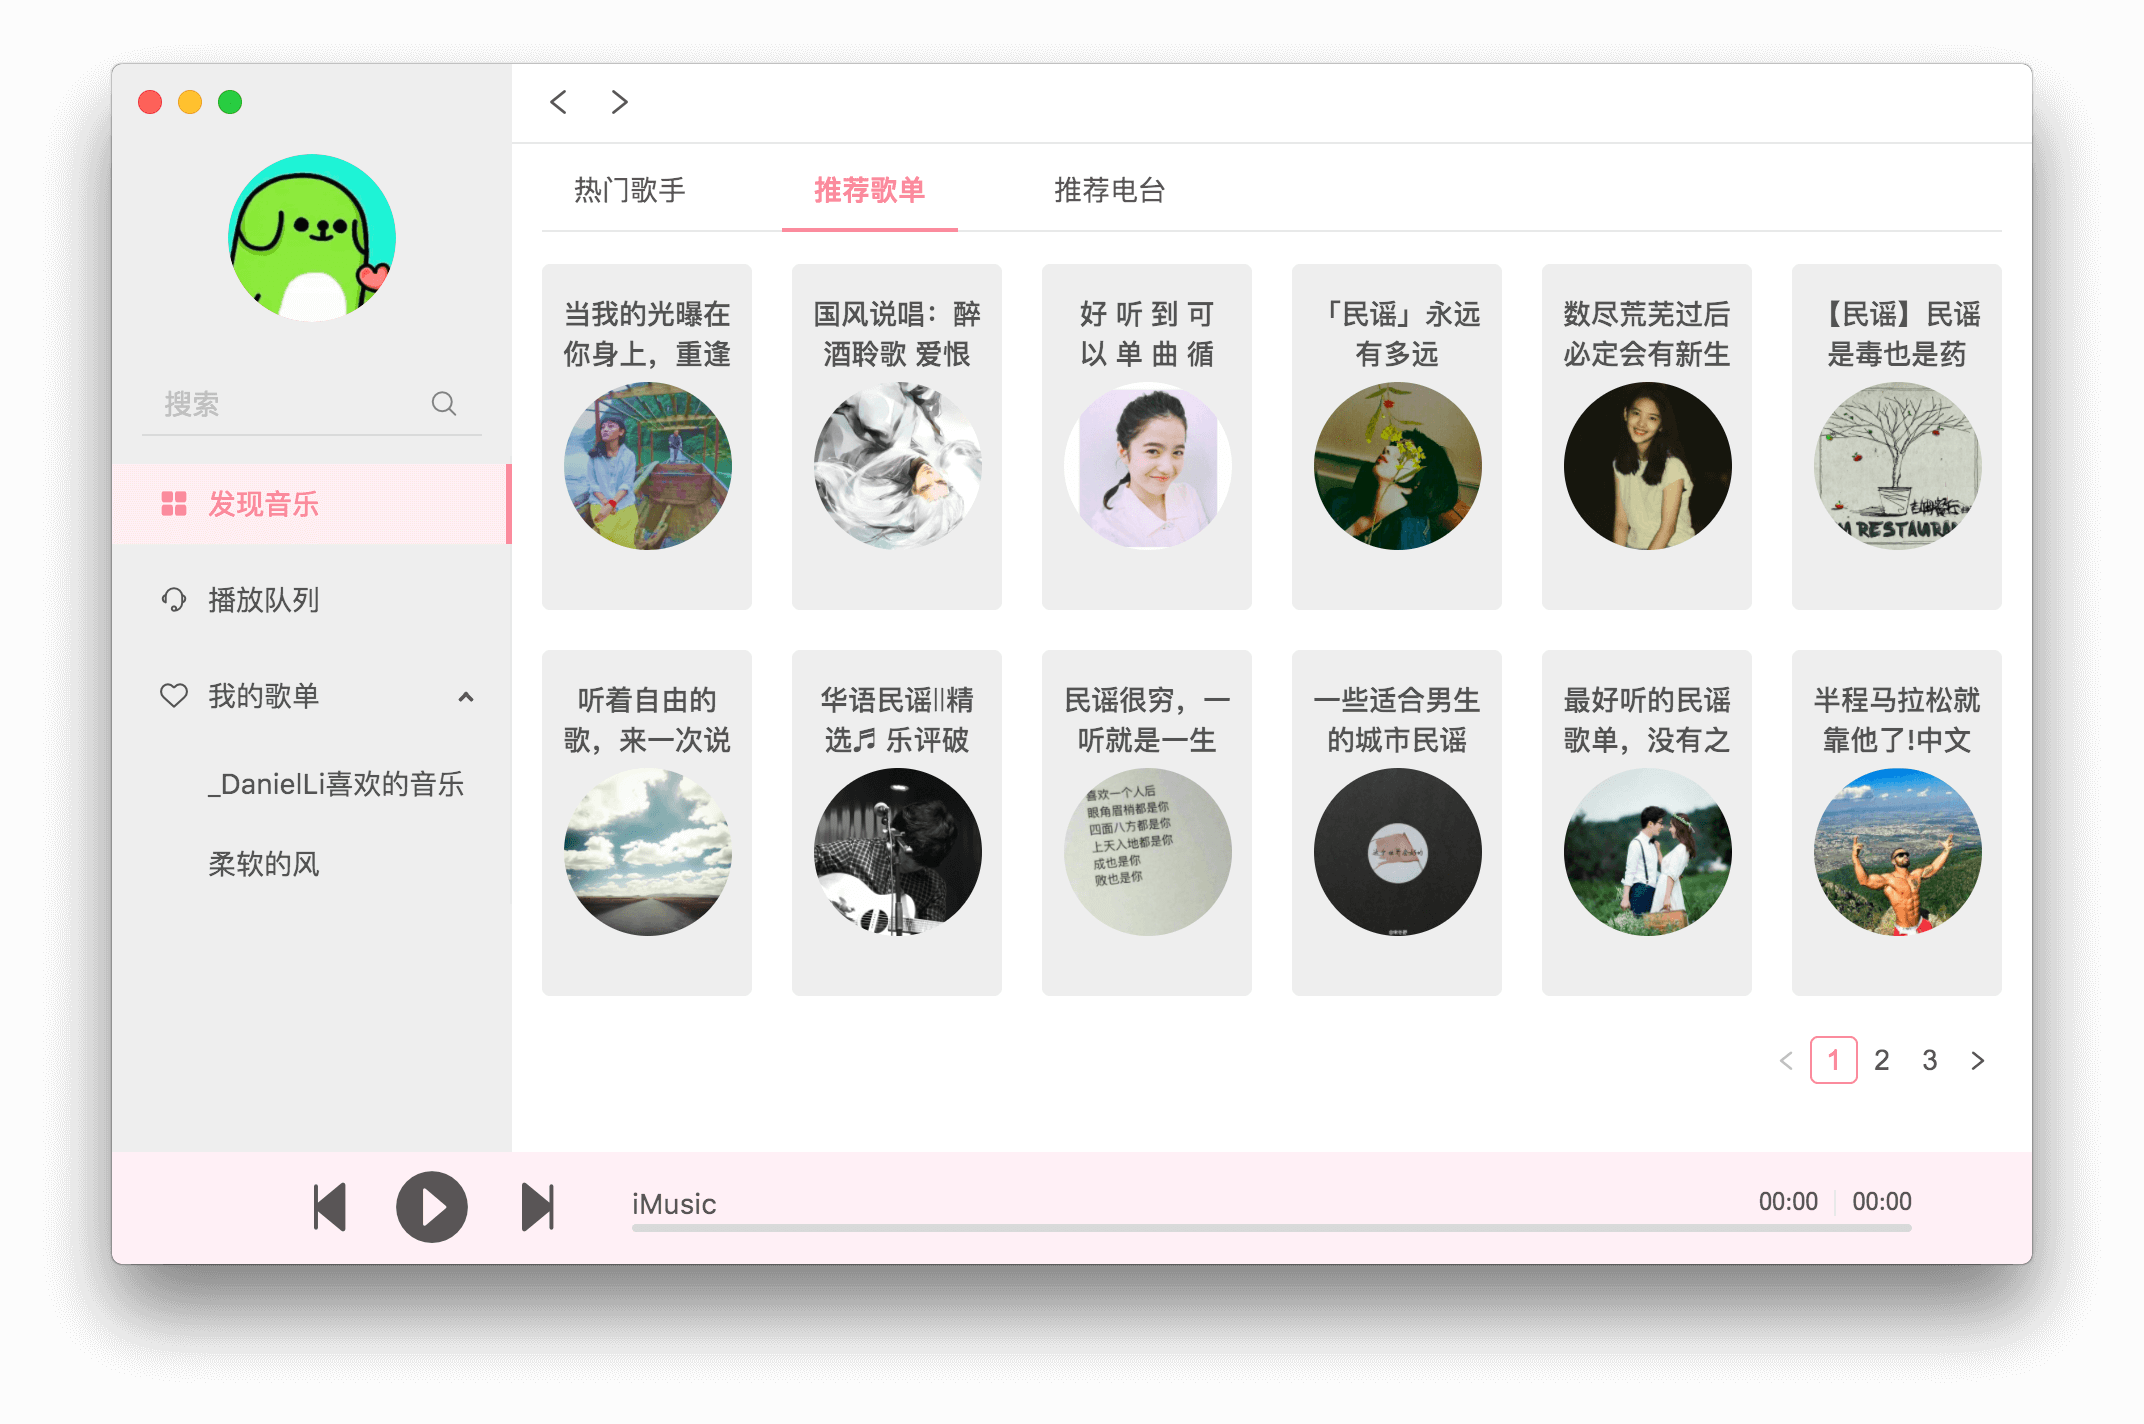 热门歌手
推荐歌单
推荐电台
搜索
发现音乐
播放队列
我的歌单
_DanielLi喜欢的音乐
柔软的风
当我的光曝在
你身上，重逢
国风说唱：醉
酒聆歌 爱恨
好 听 到 可
以 单 曲 循
「民谣」永远
有多远
数尽荒芜过后
必定会有新生
【民谣】民谣
是毒也是药
RESTAURAN
听着自由的
歌，来一次说
华语民谣||精
选♬ 乐评破
民谣很穷，一
听就是一生
喜欢一个人后
眼角眉梢都是你
四面八方都是你
上天入地都是你
成也是你
败也是你
一些适合男生
的城市民谣
最好听的民谣
歌单，没有之
半程马拉松就
靠他了!中文
1
2
3
iMusic
00:00
00:00